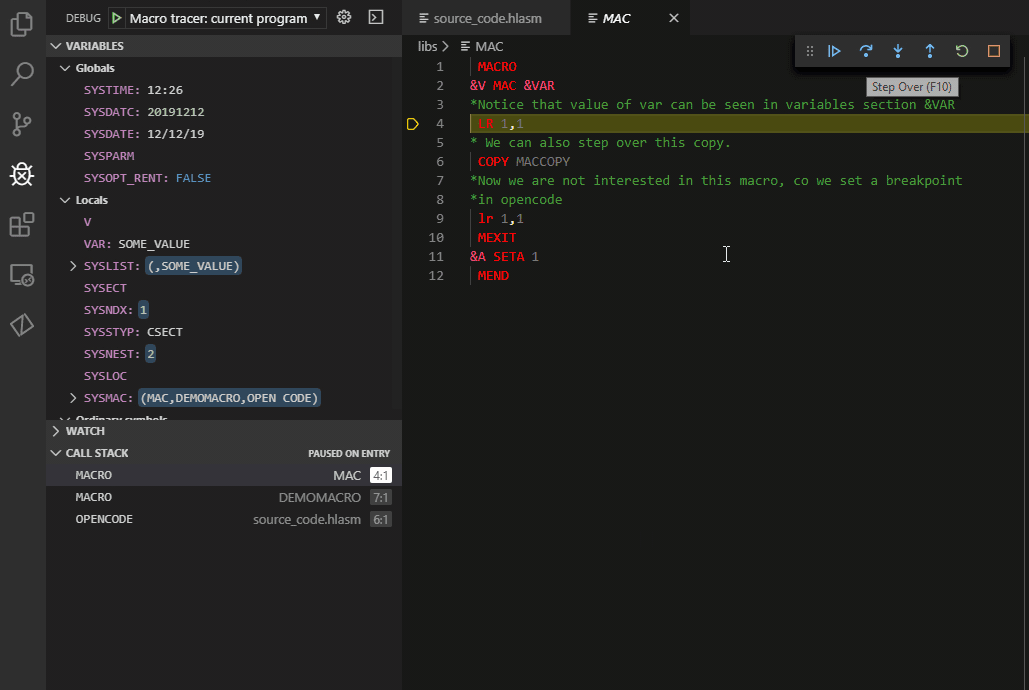 DEBUG Macro tracer: current program
source_code.hlasm
MAC
VARIABLES
Globals
SYSTIME: 12:26
SYSDATC: 20191212
SYSDATE: 12/12/19
SYSPARM
SYSOPT_RENT: FALSE
Locals
V
VAR: SOME_VALUE
SYSLIST: (,SOME_VALUE)
SYSECT
SYSNDX: 1
SYSSTYP: CSECT
SYSNEST: 2
SYSLOC
SYSMAC: (MAC,DEMOMACRO,OPEN CODE)
Ordinary symbols
WATCH
CALL STACK PAUSED ON ENTRY
MACRO MAC 4:1
MACRO DEMOMACRO 7:1
OPENCODE source_code.hlasm 6:1
libs > MAC
Step Over (F10)
1 MACRO
2 &V MAC &VAR
3 *Notice that value of var can be seen in variables section &VAR
4 LR 1,1
5 * We can also step over this copy.
6 COPY MACCOPY
7 *Now we are not interested in this macro, co we set a breakpoint
8 *in opencode
9 lr 1,1
10 MEXIT
11 &A SETA 1
12 MEND